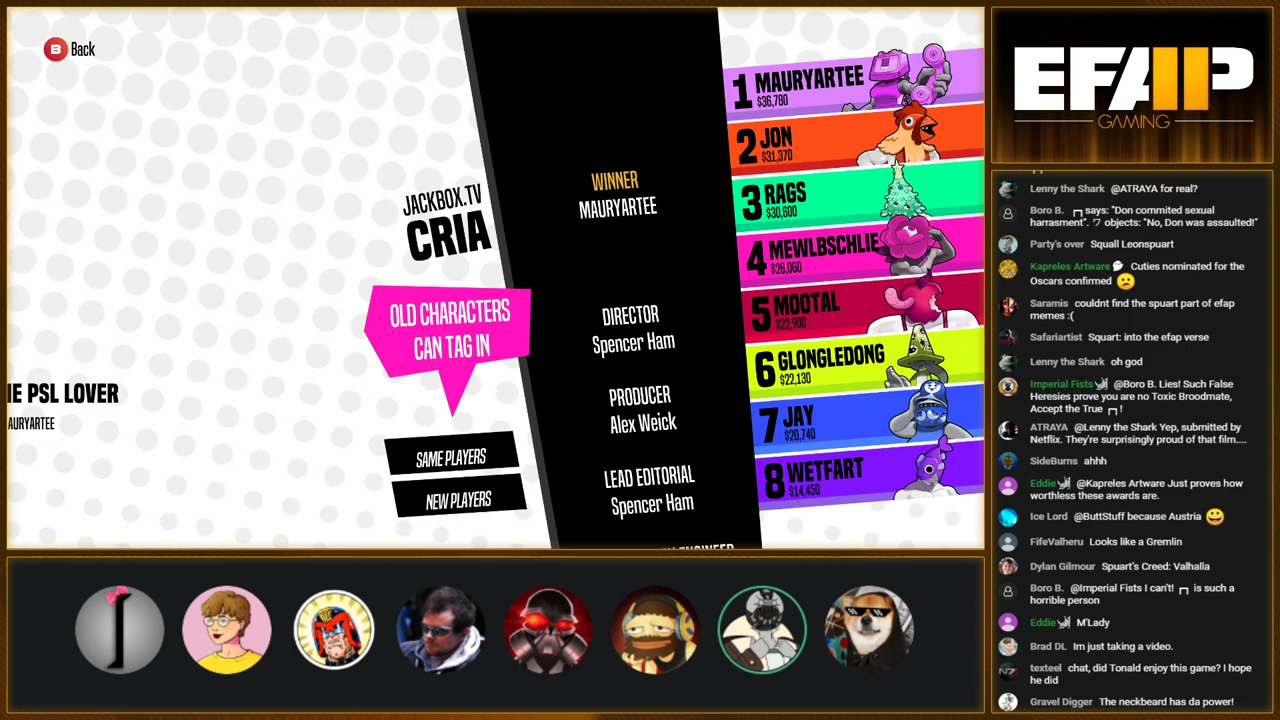 B Back
JACKBOX.TV
CRIA
OLD CHARACTERS
CAN TAG IN
IE PSL LOVER
AURYARTEE
SAME PLAYERS
NEW PLAYERS
WINNER
MAURYARTEE
DIRECTOR
Spencer Ham
PRODUCER
Alex Weick
LEAD EDITORIAL
Spencer Ham
1 MAURYARTEE
$36,780
2 JON
$31,370
3 RAGS
$30,600
4 MEWLBSCHLIE
$26,060
5 MOOTAL
$22,900
6 GLONGLEDONG
$22,130
7 JAY
$20,740
8 WETFART
$14,450
EFAP
GAMING
Lenny the Shark @ATRAYA for real?
Boro B. ┏┓ says: "Don commited sexual
harrasment". ワ objects: "No, Don was assaulted!"
Party's over Squall Leonspuart
Kapreles Artware Cuties nominated for the
Oscars confirmed 😕
Saramis couldnt find the spuart part of efap
memes :(
Safariartist Squart: into the efap verse
Lenny the Shark oh god
Imperial Fists @Boro B. Lies! Such False
Heresies prove you are no Toxic Broodmate,
Accept the True ┏┓ !
ATRAYA @Lenny the Shark Yep, submitted by
Netflix. They're surprisingly proud of that film....
SideBurns ahhh
Eddie @Kapreles Artware Just proves how
worthless these awards are.
Ice Lord @ButtStuff because Austria 😀
FifeValheru Looks like a Gremlin
Dylan Gilmour Spuart's Creed: Valhalla
Boro B. @Imperial Fists I can't! ┏┓ is such a
horrible person
Eddie M'Lady
Brad DL Im just taking a video.
texteel chat, did Tonald enjoy this game? I hope
he did
Gravel Digger The neckbeard has da power!
N7